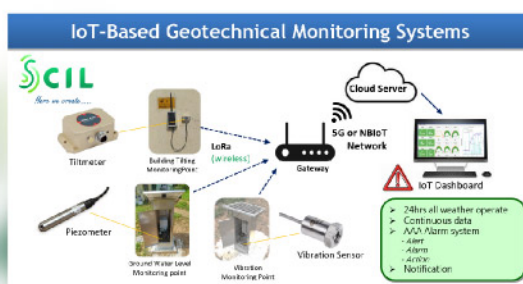 IoT-Based Geotechnical Monitoring Systems
SCIL
Here we create......
Cloud Server
5G or NBIoT
Network
LoRa
(wireless)
Gateway
IoT Dashboard
Tiltmeter
Building Tilting
MonitoringPoint
Piezometer
Ground Water Level
Monitoring point
Vibration
Monitoring Point
Vibration Sensor
➢ 24hrs all weather operate
➢ Continuous data
➢ AAA Alarm system
- Alert
- Alarm
- Action
➢ Notification